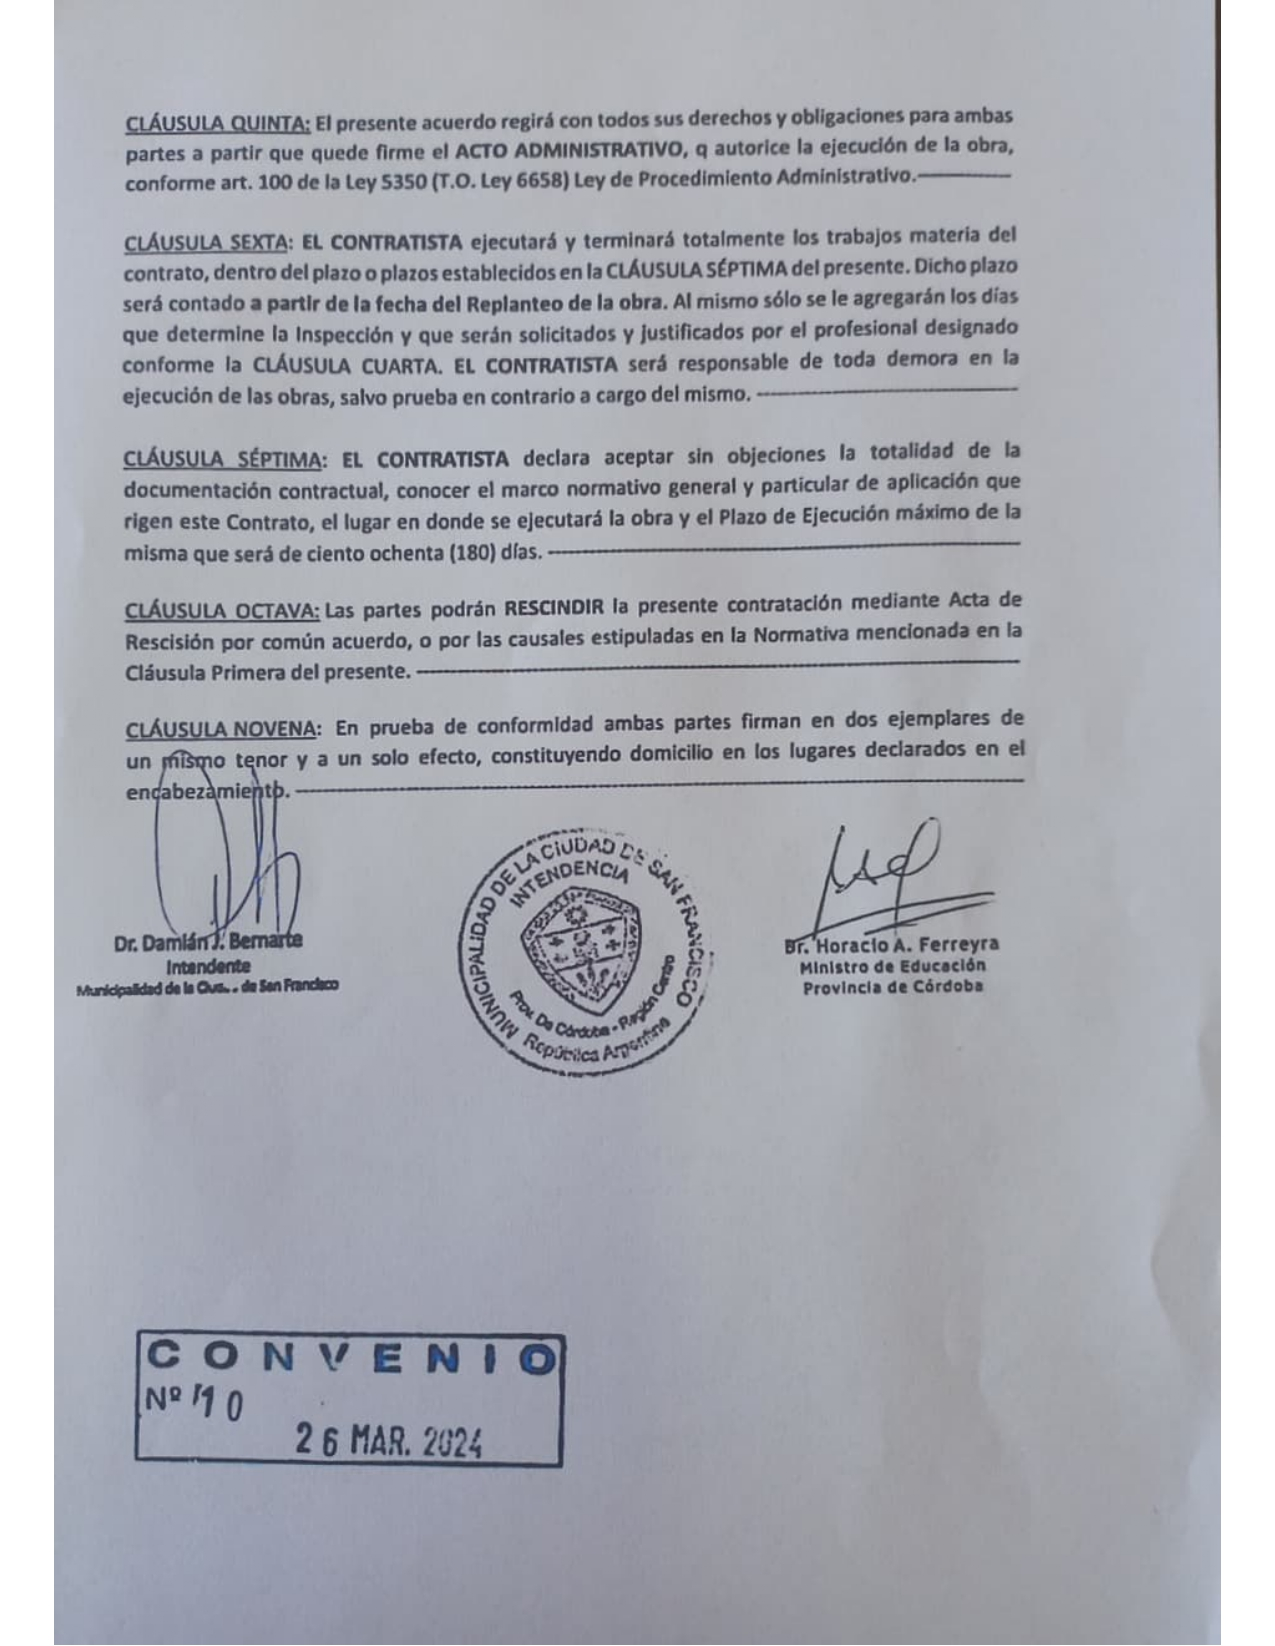 CLÁUSULA QUINTA: El presente acuerdo regirá con todos sus derechos y obligaciones para ambas
partes a partir que quede firme el ACTO ADMINISTRATIVO, q autorice la ejecución de la obra,
conforme art. 100 de la Ley 5350 (T.O. Ley 6658) Ley de Procedimiento Administrativo.
CLÁUSULA SEXTA: EL CONTRATISTA ejecutará y terminará totalmente los trabajos materia del
contrato, dentro del plazo o plazos establecidos en la CLÁUSULA SÉPTIMA del presente. Dicho plazo
será contado a partir de la fecha del Replanteo de la obra. Al mismo sólo se le agregarán los días
que determine la Inspección y que serán solicitados y justificados por el profesional designado
conforme la CLÁUSULA CUARTA. EL CONTRATISTA será responsable de toda demora en la
ejecución de las obras, salvo prueba en contrario a cargo del mismo.
CLÁUSULA SÉPTIMA: EL CONTRATISTA declara aceptar sin objeciones la totalidad de la
documentación contractual, conocer el marco normativo general y particular de aplicación que
rigen este Contrato, el lugar en donde se ejecutará la obra y el Plazo de Ejecución máximo de la
misma que será de ciento ochenta (180) días.
CLÁUSULA OCTAVA: Las partes podrán RESCINDIR la presente contratación mediante Acta de
Rescisión por común acuerdo, o por las causales estipuladas en la Normativa mencionada en la
Cláusula Primera del presente.
CLÁUSULA NOVENA: En prueba de conformidad ambas partes firman en dos ejemplares de
un mismo tenor y a un solo efecto, constituyendo domicilio en los lugares declarados en el
encabezamiento.
Dr. Damián J. Bernarte
Intendente
Municipalidad de la de San Francisco
MUNICIPALIDAD DE LA CIUDAD DE SAN FRANCISCO
INTENDENCIA
Prov. De Córdoba - Región Centro
República Argentina
Dr. Horacio A. Ferreyra
Ministro de Educación
Provincia de Córdoba
CONVENIO
Nº 10
26 MAR. 2024